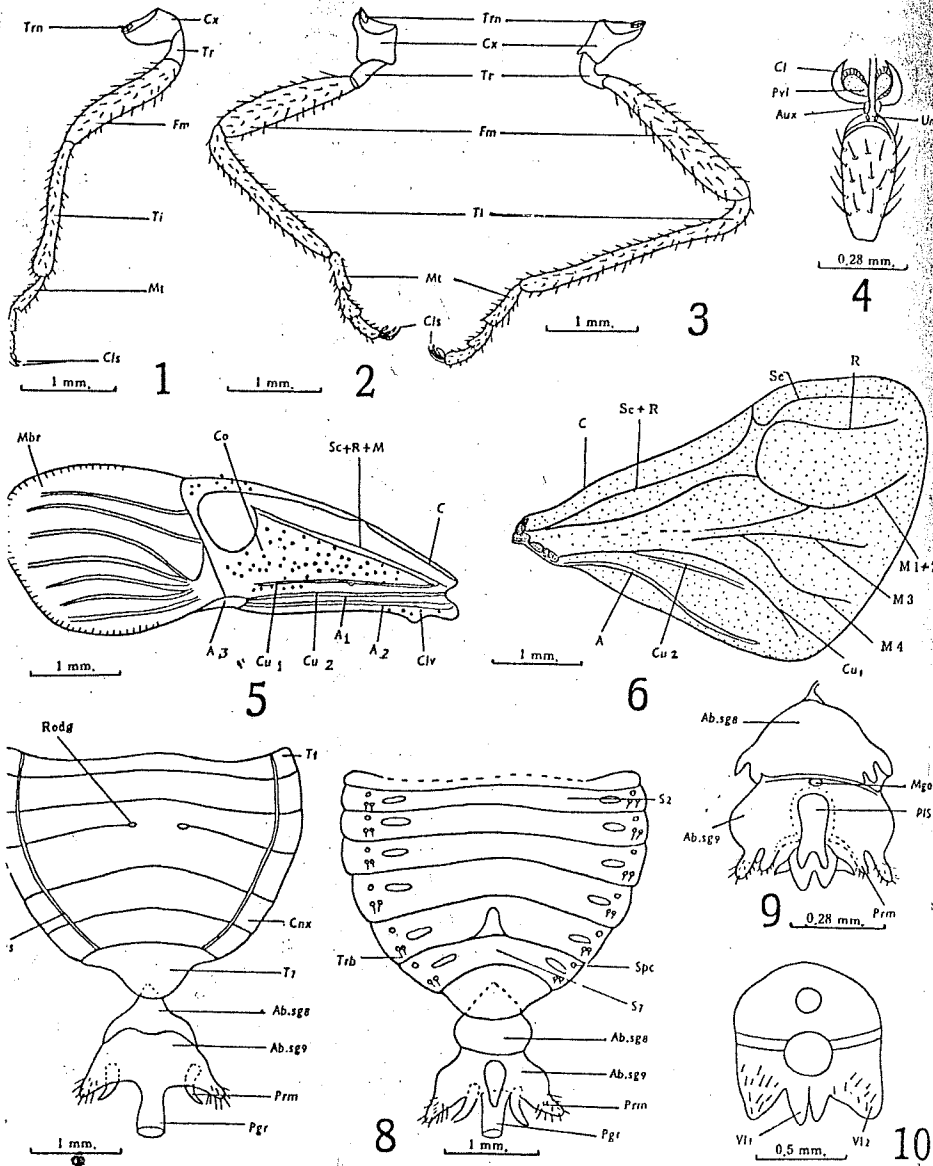 Trn
Cx
Tr
Fm
Ti
Mt
Cls
1 mm.
1
Trn
Cx
Tr
Fm
Tl
Mt
Cls
1 mm.
2
1 mm.
3
Cl
Pvl
Aux
Un
0.28 mm.
4
Mbr
Co
Sc+R+M
C
A3
Cu1
Cu2
A1
A2
Clv
1 mm.
5
C
Sc+R
Sc
R
M1+
M3
M4
Cu1
Cu2
A
1 mm.
6
Rodg
T1
s
Cnx
T7
Ab.sg8
Ab.sg9
Prm
Pgr
1 mm.
S2
Trb
Spc
S7
Ab.sg8
Ab.sg9
Prm
Pgr
8
1 mm.
Ab.sg8
Mgo
PlS
Ab.sg9
Prm
9
0.28 mm.
Vl1
Vl2
0.5 mm.
10